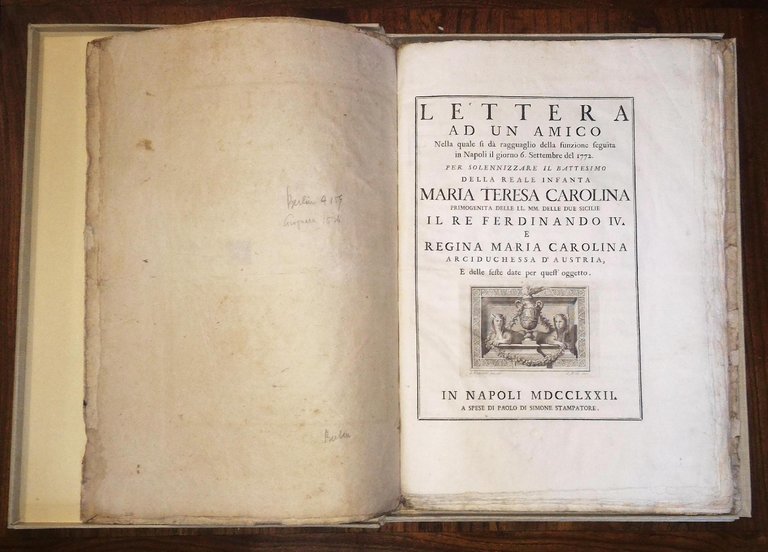 Berlin
Berlin
LETTERA
AD UN AMICO
Nella quale si dà ragguaglio della funzione seguita
in Napoli il giorno 6. Settembre del 1772.
PER SOLENNIZZARE IL BATTESIMO
DELLA REALE INFANTA
MARIA TERESA CAROLINA
PRIMOGENITA DELLE LL. MM. DELLE DUE SICILIE
IL RE FERDINANDO IV.
E
REGINA MARIA CAROLINA
ARCIDUCHESSA D'AUSTRIA,
E delle feste date per quest' oggetto.
IN NAPOLI MDCCLXXII.
A SPESE DI PAOLO DI SIMONE STAMPATORE.